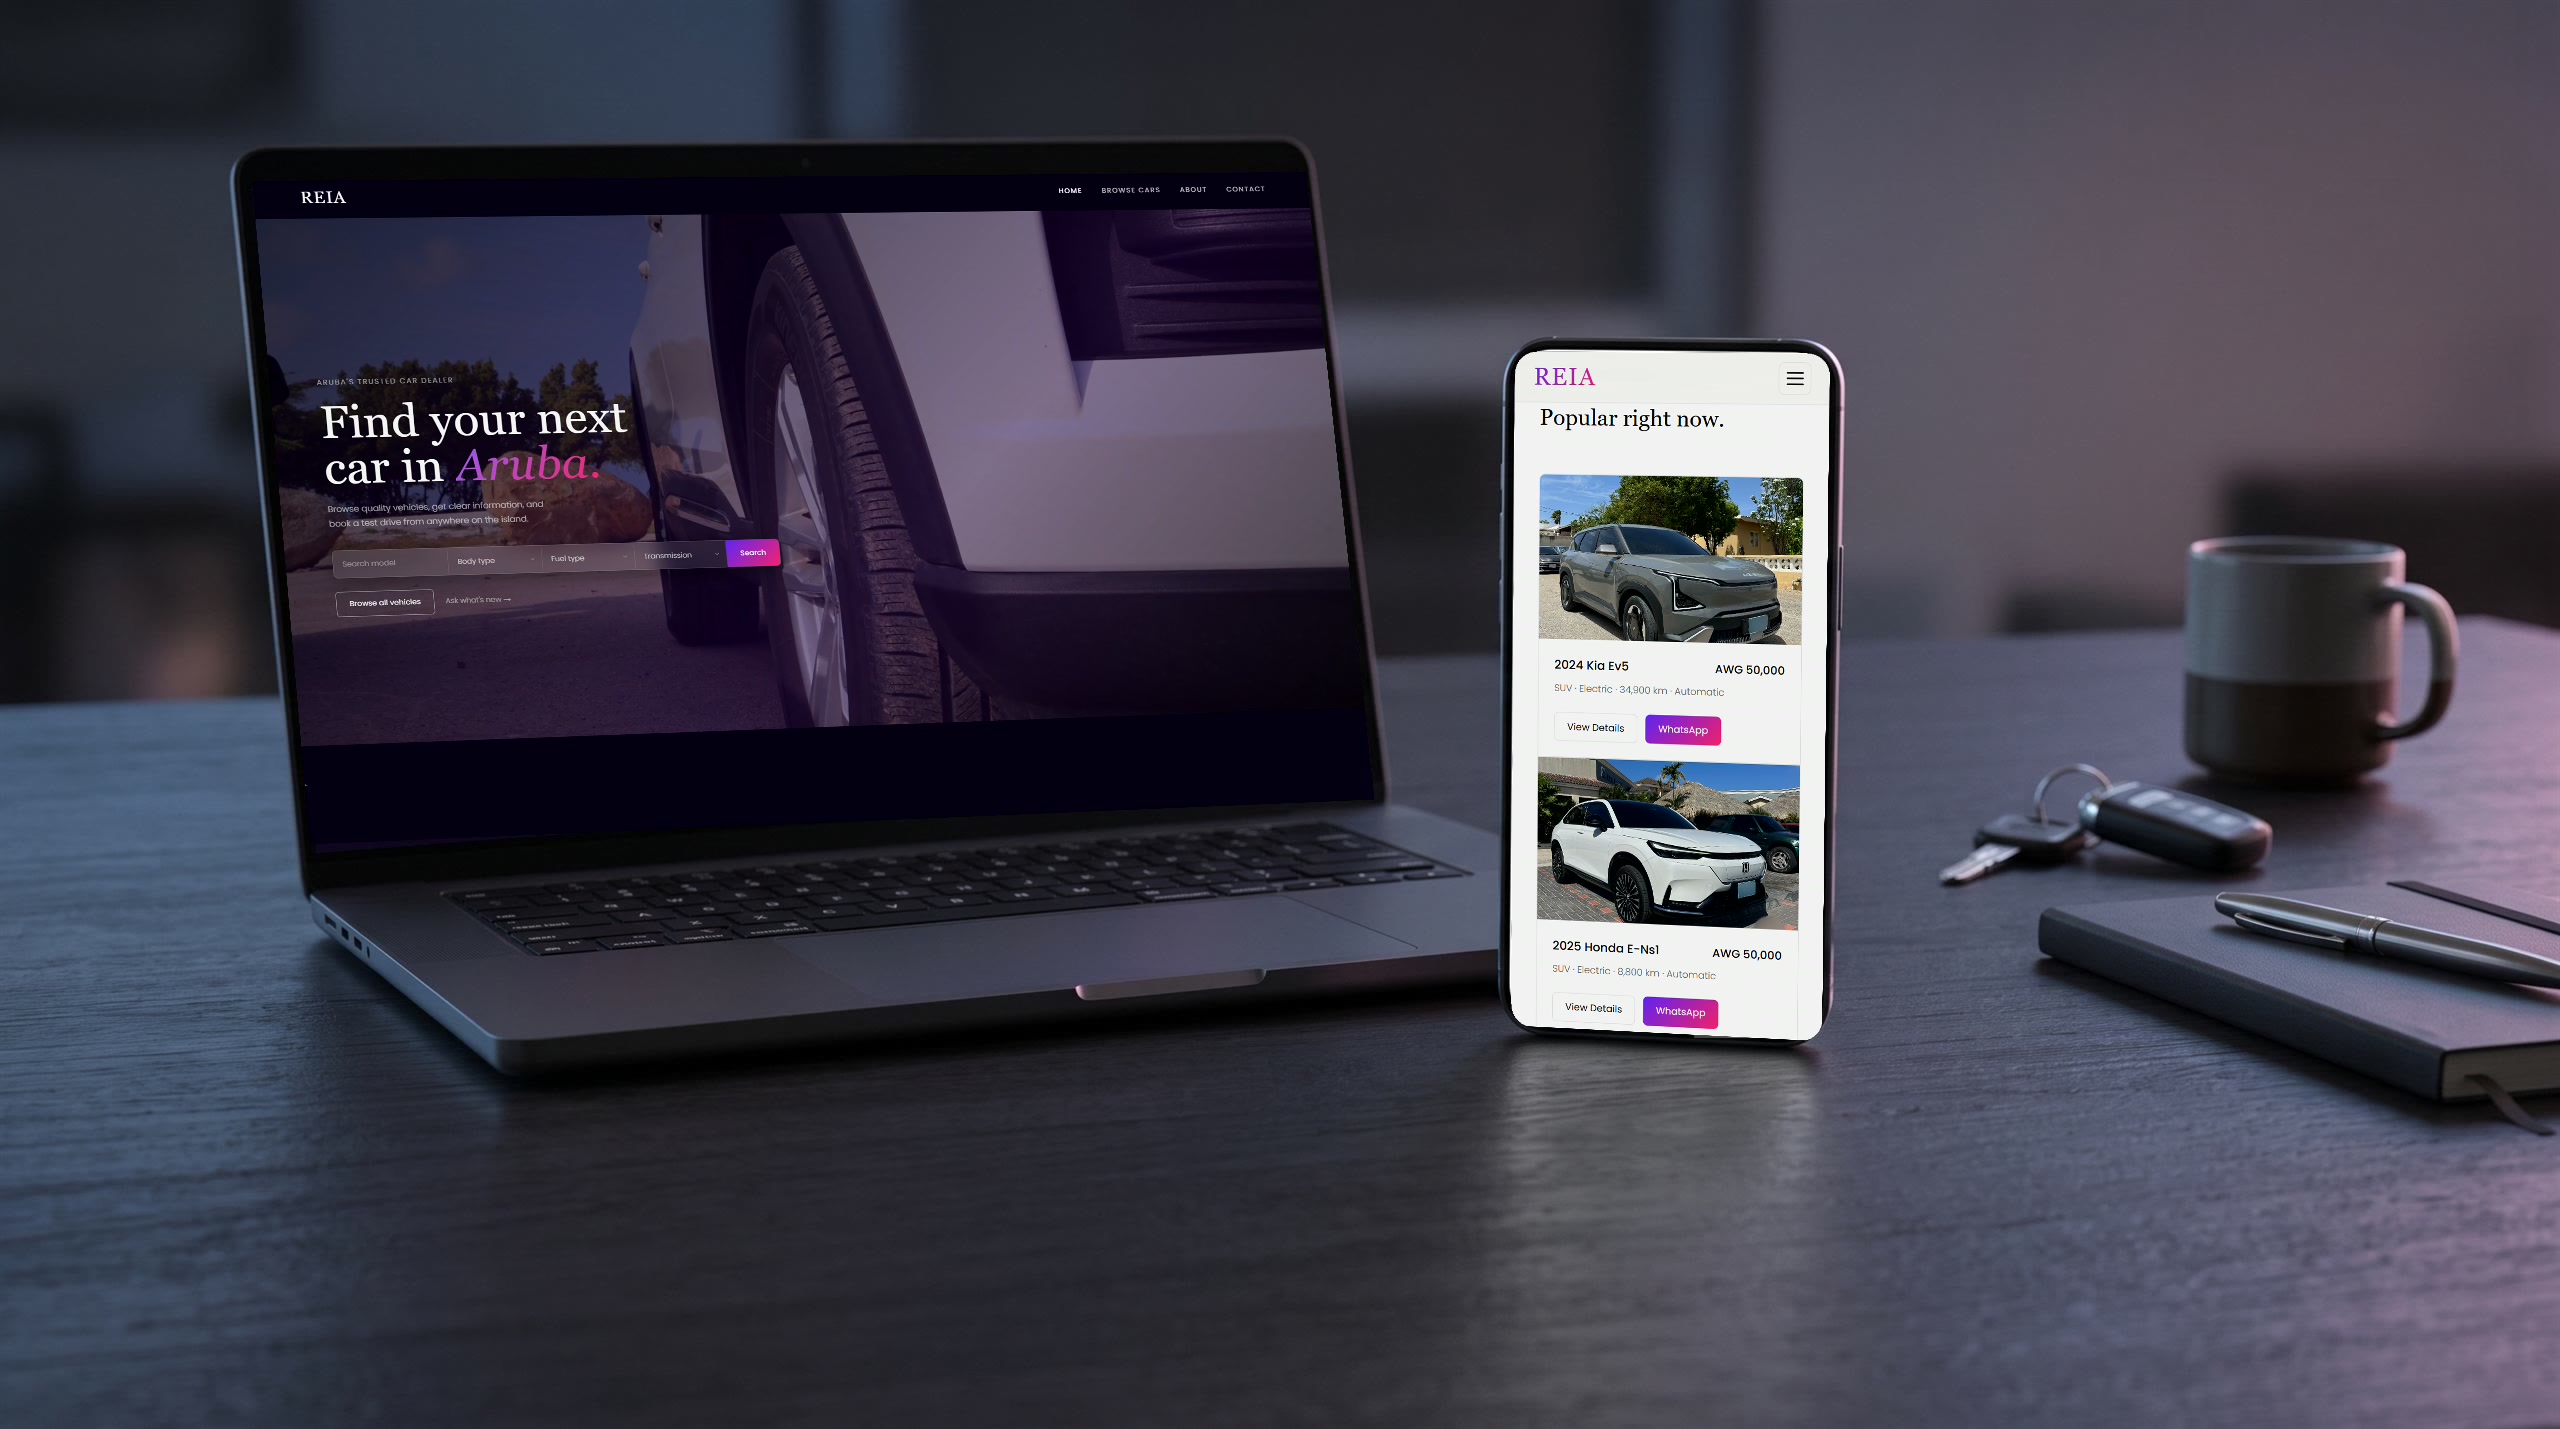 REIA
HOME BROWSE CARS ABOUT CONTACT
ARUBA'S TRUSTED CAR DEALER
Find your next
car in Aruba.
Browse quality vehicles, get clear information, and
book a test drive from anywhere on the island.
Search model Body type Fuel type Transmission Search
Browse all vehicles Ask what's new →
REIA
Popular right now.
2024 Kia Ev5 AWG 50,000
SUV · Electric · 34,900 km · Automatic
View Details WhatsApp
2025 Honda E-Ns1 AWG 50,000
SUV · Electric · 8,800 km · Automatic
View Details WhatsApp